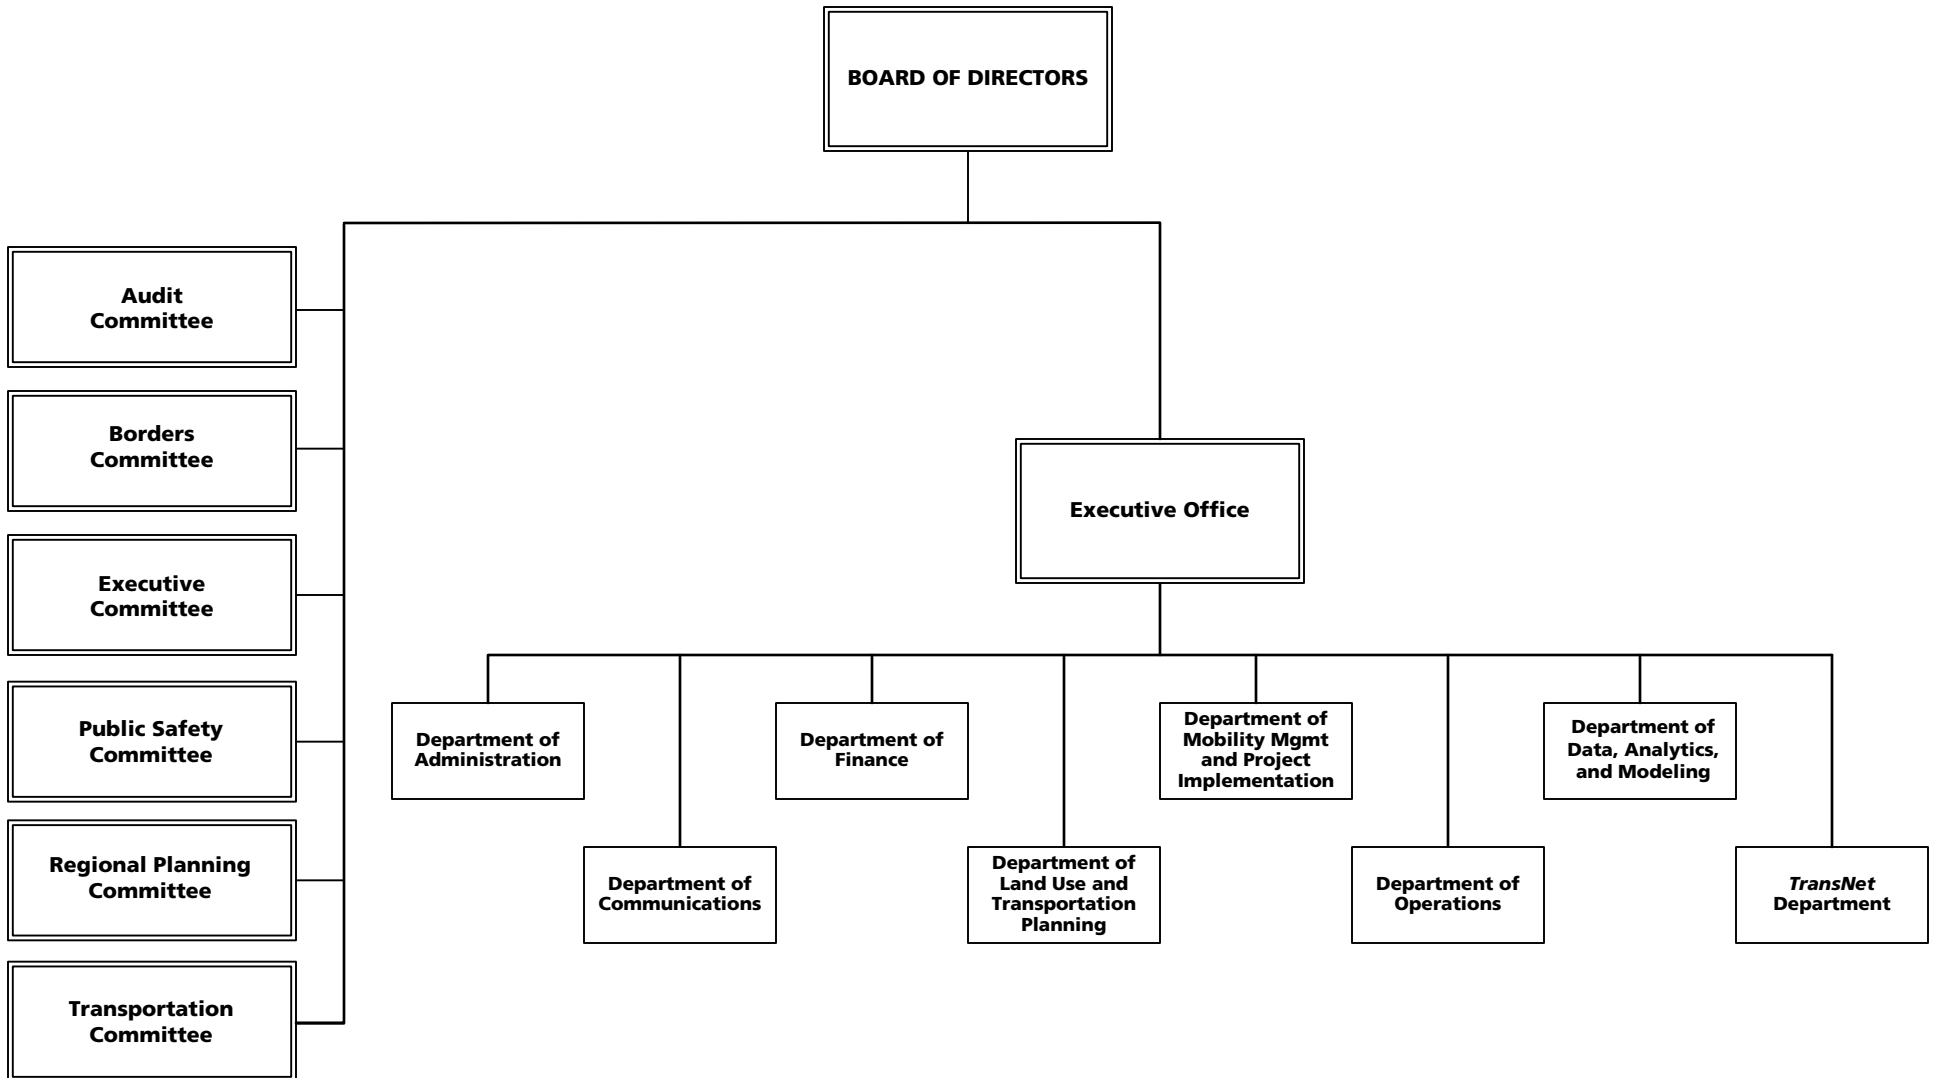 BOARD OF DIRECTORS
Audit
Committee
Borders
Committee
Executive
Committee
Public Safety
Committee
Regional Planning
Committee
Transportation
Committee
Executive Office
Department of
Administration
Department of
Finance
Department of
Mobility Mgmt
and Project
Implementation
Department of
Data, Analytics,
and Modeling
Department of
Communications
Department of
Land Use and
Transportation
Planning
Department of
Operations
TransNet
Department